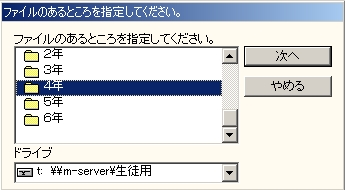 ファイルのあるところを指定してください。
ファイルのあるところを指定してください。
2年
3年
4年
5年
6年
次へ
やめる
ドライブ
t: \\m-server\生徒用